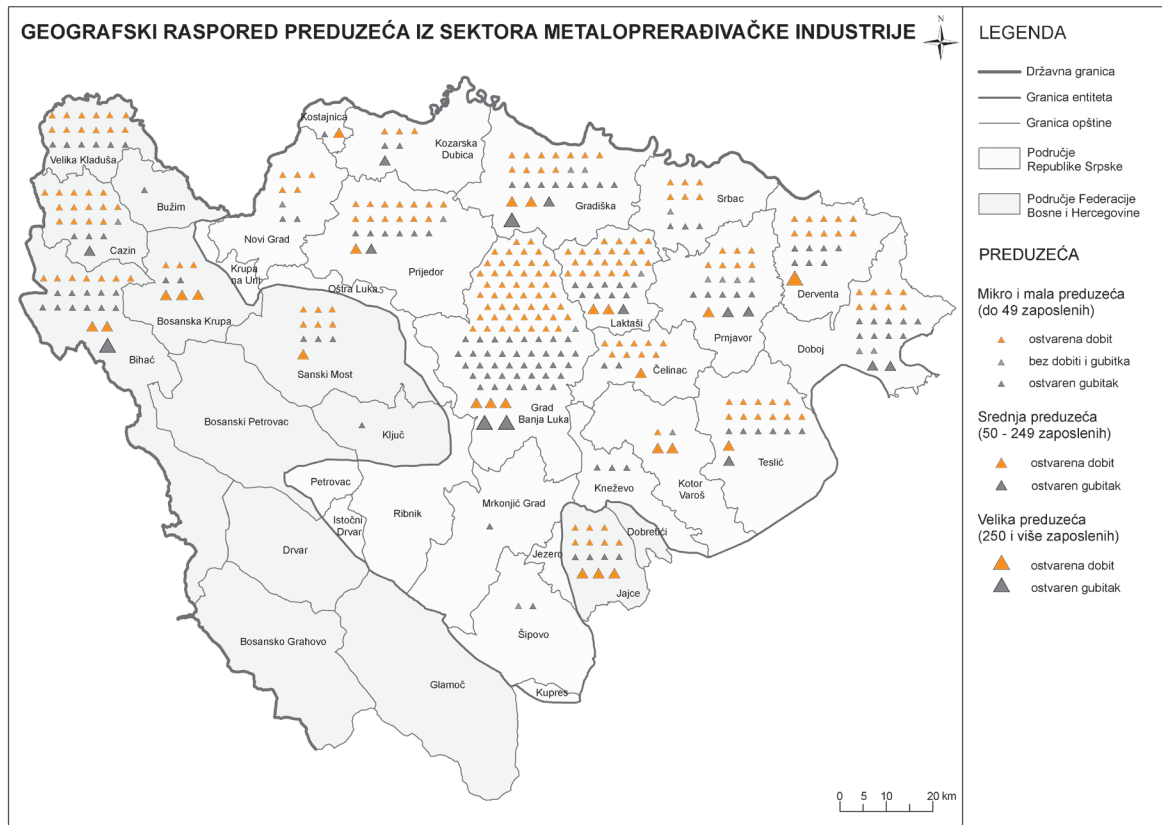 GEOGRAFSKI RASPORED PREDUZEĆA IZ SEKTORA METALOPRERAĐIVAČKE INDUSTRIJE
N
Kostajnica
Kozarska
Dubica
Velika Kladuša
Bužim
Gradiška
Srbac
Cazin
Novi Grad
Prijedor
Krupa
na Uni
Oštra Luka
Derventa
Bosanska Krupa
Laktaši
Prnjavor
Doboj
Bihać
Sanski Most
Čelinac
Grad
Banja Luka
Bosanski Petrovac
Ključ
Teslić
Petrovac
Kneževo
Kotor
Varoš
Istočni
Drvar
Ribnik
Mrkonjić Grad
Drvar
Jezero
Dobretići
Jajce
Bosansko Grahovo
Šipovo
Glamoč
Kupres
0 5 10 20 km
LEGENDA
Državna granica
Granica entiteta
Granica opštine
Područje
Republike Srpske
Područje Federacije
Bosne i Hercegovine
PREDUZEĆA
Mikro i mala preduzeća
(do 49 zaposlenih)
ostvarena dobit
bez dobiti i gubitka
ostvaren gubitak
Srednja preduzeća
(50 - 249 zaposlenih)
ostvarena dobit
ostvaren gubitak
Velika preduzeća
(250 i više zaposlenih)
ostvarena dobit
ostvaren gubitak